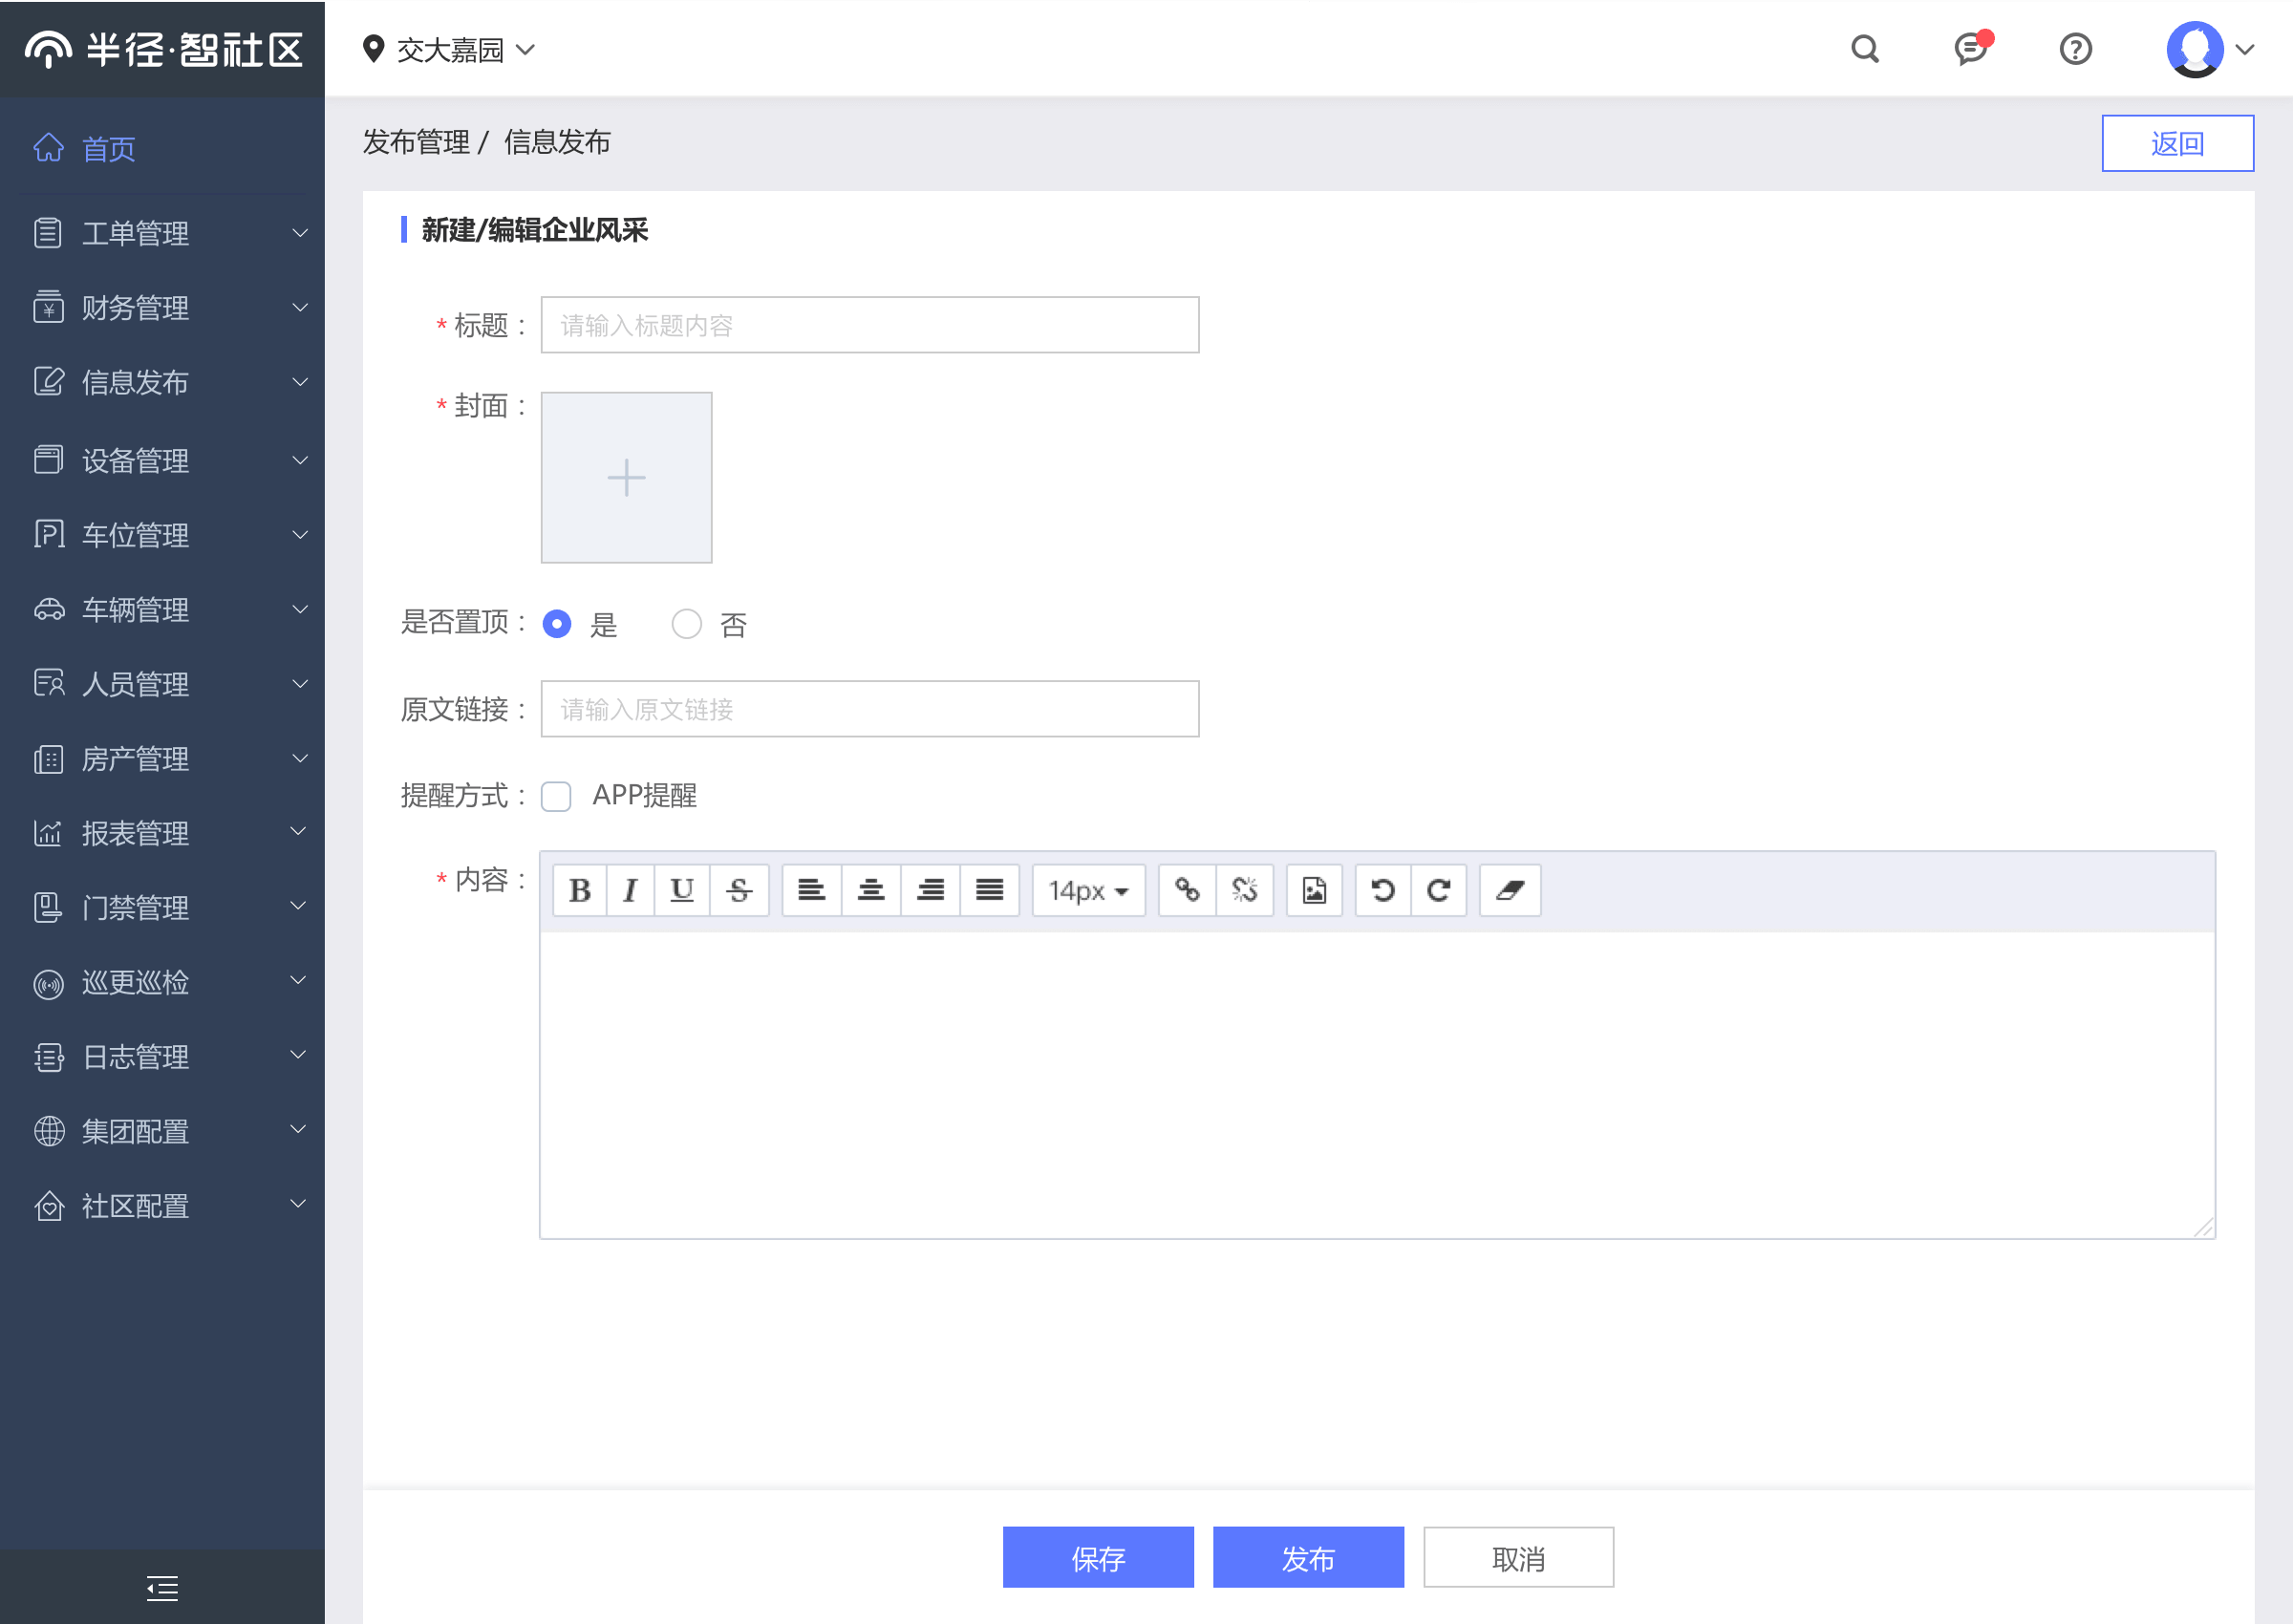 半径·智社区
交大嘉园
首页
工单管理
财务管理
信息发布
设备管理
车位管理
车辆管理
人员管理
房产管理
报表管理
门禁管理
巡更巡检
日志管理
集团配置
社区配置
发布管理 / 信息发布
返回
新建/编辑企业风采
* 标题：
请输入标题内容
* 封面：
是否置顶： 是 否
原文链接：
请输入原文链接
提醒方式： APP提醒
* 内容：
B I U S 14px
保存 发布 取消